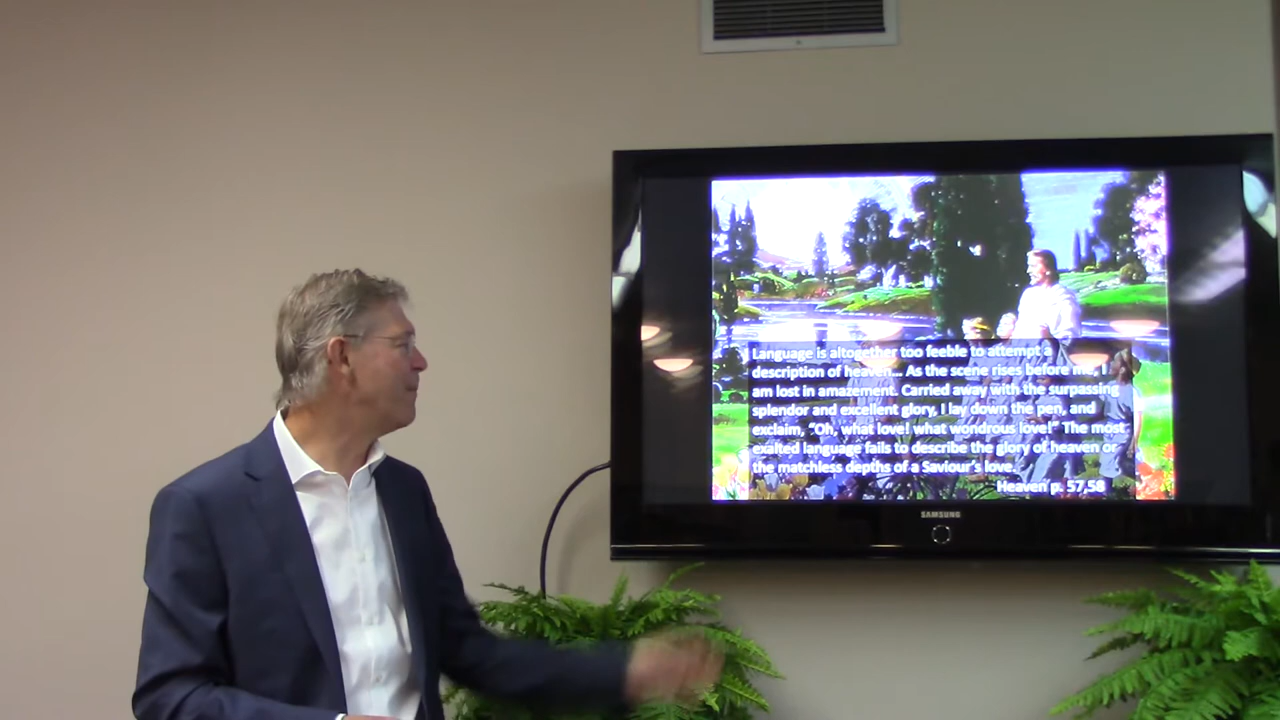 Language is altogether too feeble to attempt a
description of heaven... As the scene rises before me, I
am lost in amazement. Carried away with the surpassing
splendor and excellent glory, I lay down the pen, and
exclaim, "Oh, what love! what wondrous love!" The most
exalted language fails to describe the glory of heaven or
the matchless depths of a Saviour's love.
Heaven p. 57,58
SAMSUNG